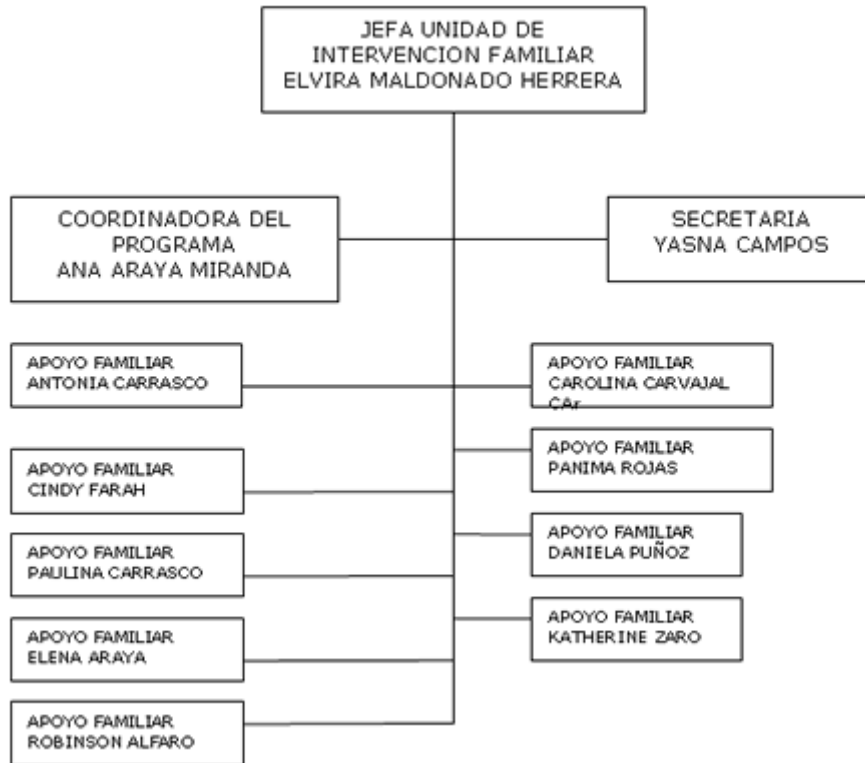 JEFA UNIDAD DE
INTERVENCION FAMILIAR
ELVIRA MALDONADO HERRERA
COORDINADORA DEL
PROGRAMA
ANA ARAYA MIRANDA
SECRETARIA
YASNA CAMPOS
APOYO FAMILIAR
ANTONIA CARRASCO
APOYO FAMILIAR
CAROLINA CARVAJAL
CAr
APOYO FAMILIAR
CINDY FARAH
APOYO FAMILIAR
PANIMA ROJAS
APOYO FAMILIAR
PAULINA CARRASCO
APOYO FAMILIAR
DANIELA PUÑOZ
APOYO FAMILIAR
ELENA ARAYA
APOYO FAMILIAR
KATHERINE ZARO
APOYO FAMILIAR
ROBINSON ALFARO